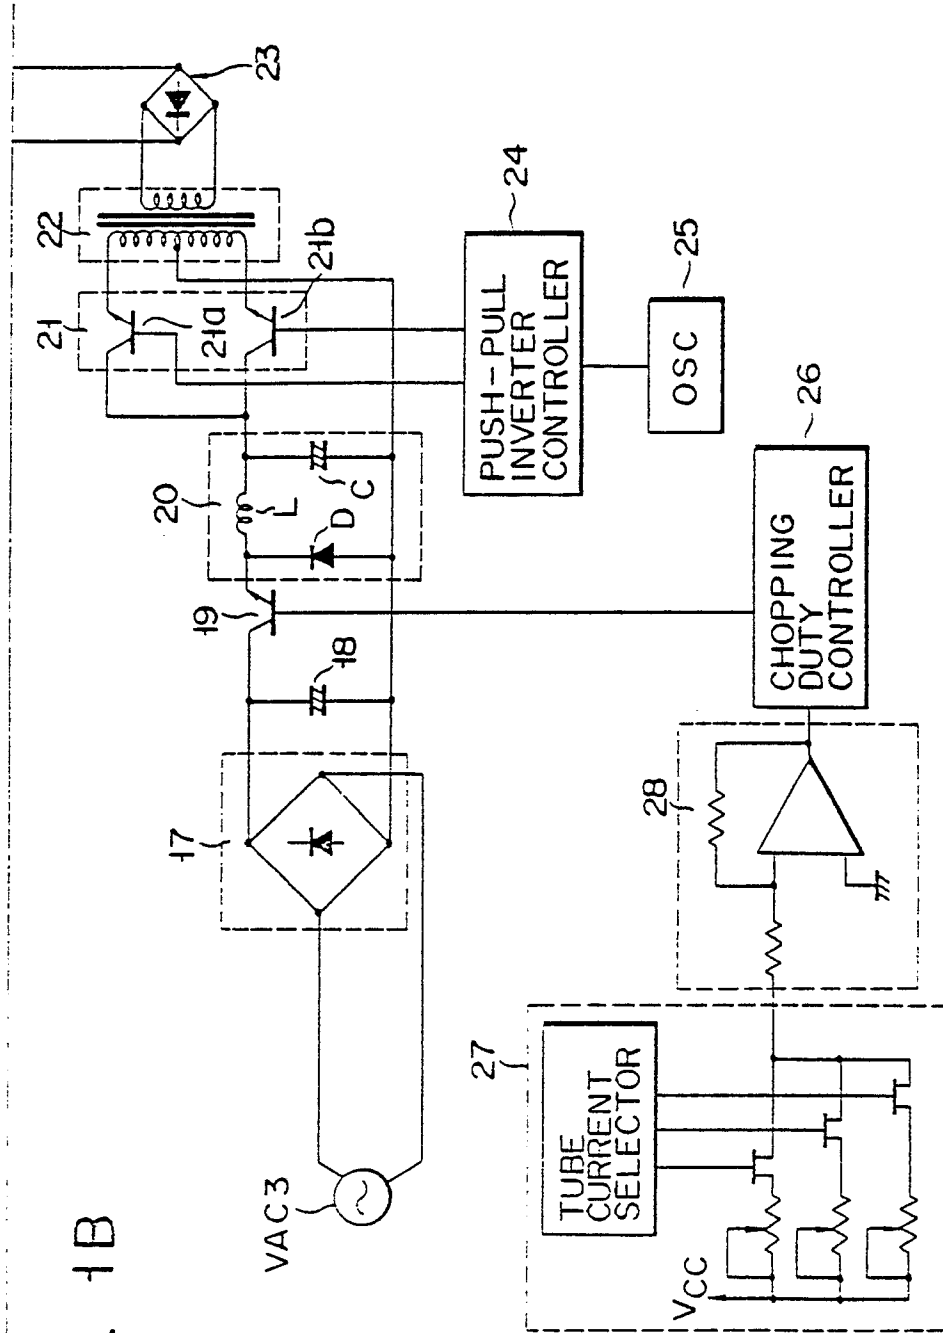 1B
VAC3
17
18
19
20
L
D
C
21
21a
21b
22
23
PUSH-PULL
INVERTER
CONTROLLER
24
OSC
25
CHOPPING
DUTY
CONTROLLER
26
TUBE
CURRENT
SELECTOR
27
VCC
28